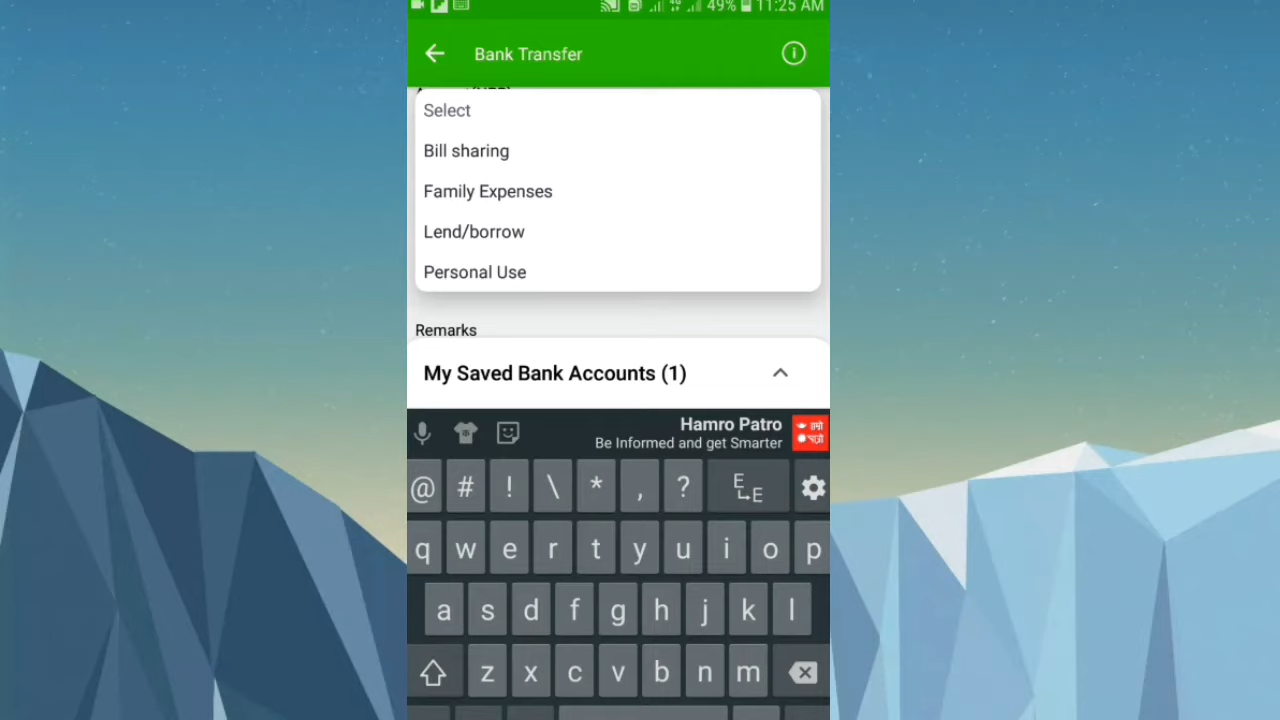 49% 11:25 AM
Bank Transfer
Select
Bill sharing
Family Expenses
Lend/borrow
Personal Use
Remarks
My Saved Bank Accounts (1)
Hamro Patro
Be Informed and get Smarter
हाम्रो
पात्रो
@ # ! \ * , ? E E
q w e r t y u i o p
a s d f g h j k l
z x c v b n m